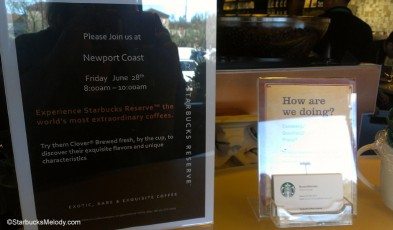 Please Join us at
Newport Coast
Friday June 28th
8:00am – 10:00am
Experience Starbucks Reserve™ the
world's most extraordinary coffees.
Try them Clover® Brewed fresh, by the cup, to
discover their exquisite flavors and unique
characteristics
EXOTIC, RARE & EXQUISITE COFFEE
STARBUCKS RESERVE
How are
we doing?
© StarbucksMelody.com